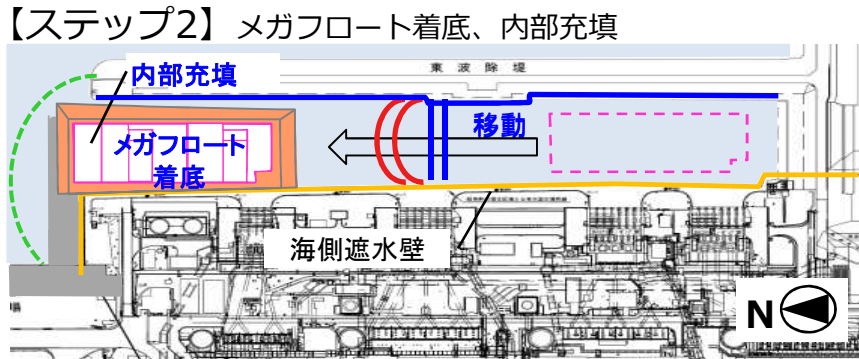 【ステップ2】メガフロート着底、内部充填
東波除堤
内部充填
移動
メガフロート
着底
海側遮水壁
N
場